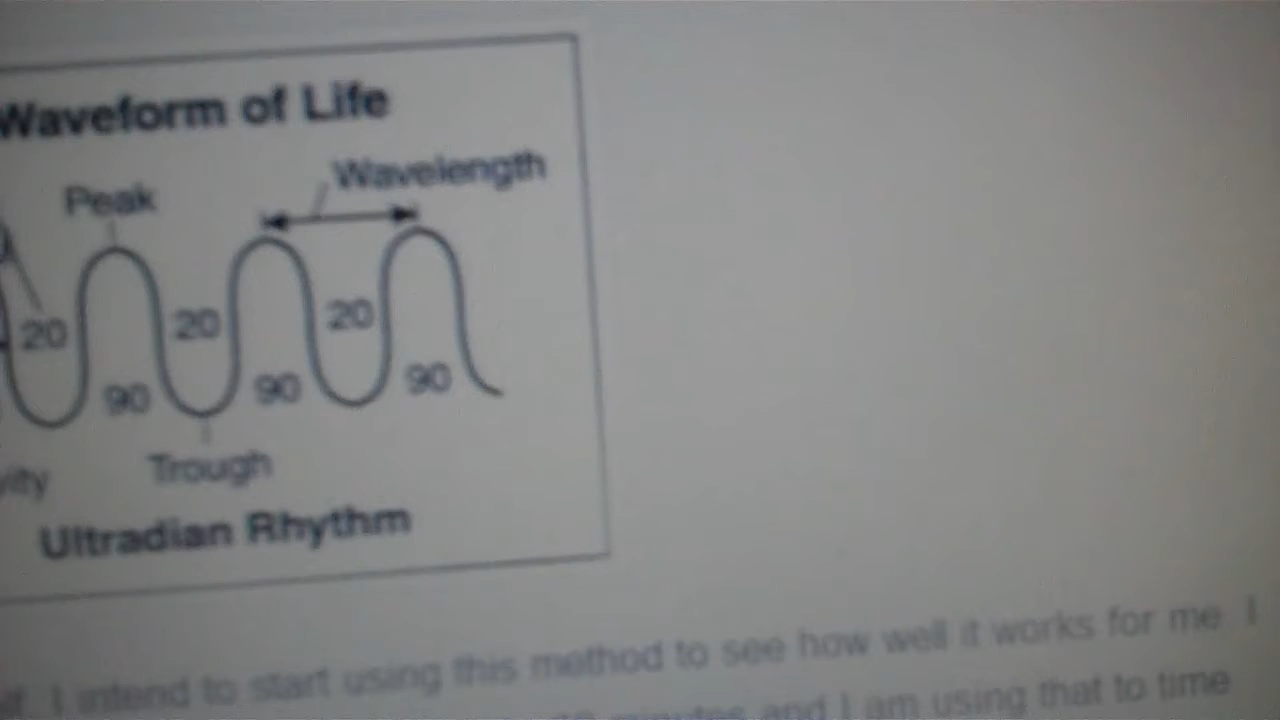 Waveform of Life
Wavelength
Peak
20 20 20
90 90 90
Trough
Ultradian Rhythm
I intend to start using this method to see how well it works for me. I
minutes and I am using that to time